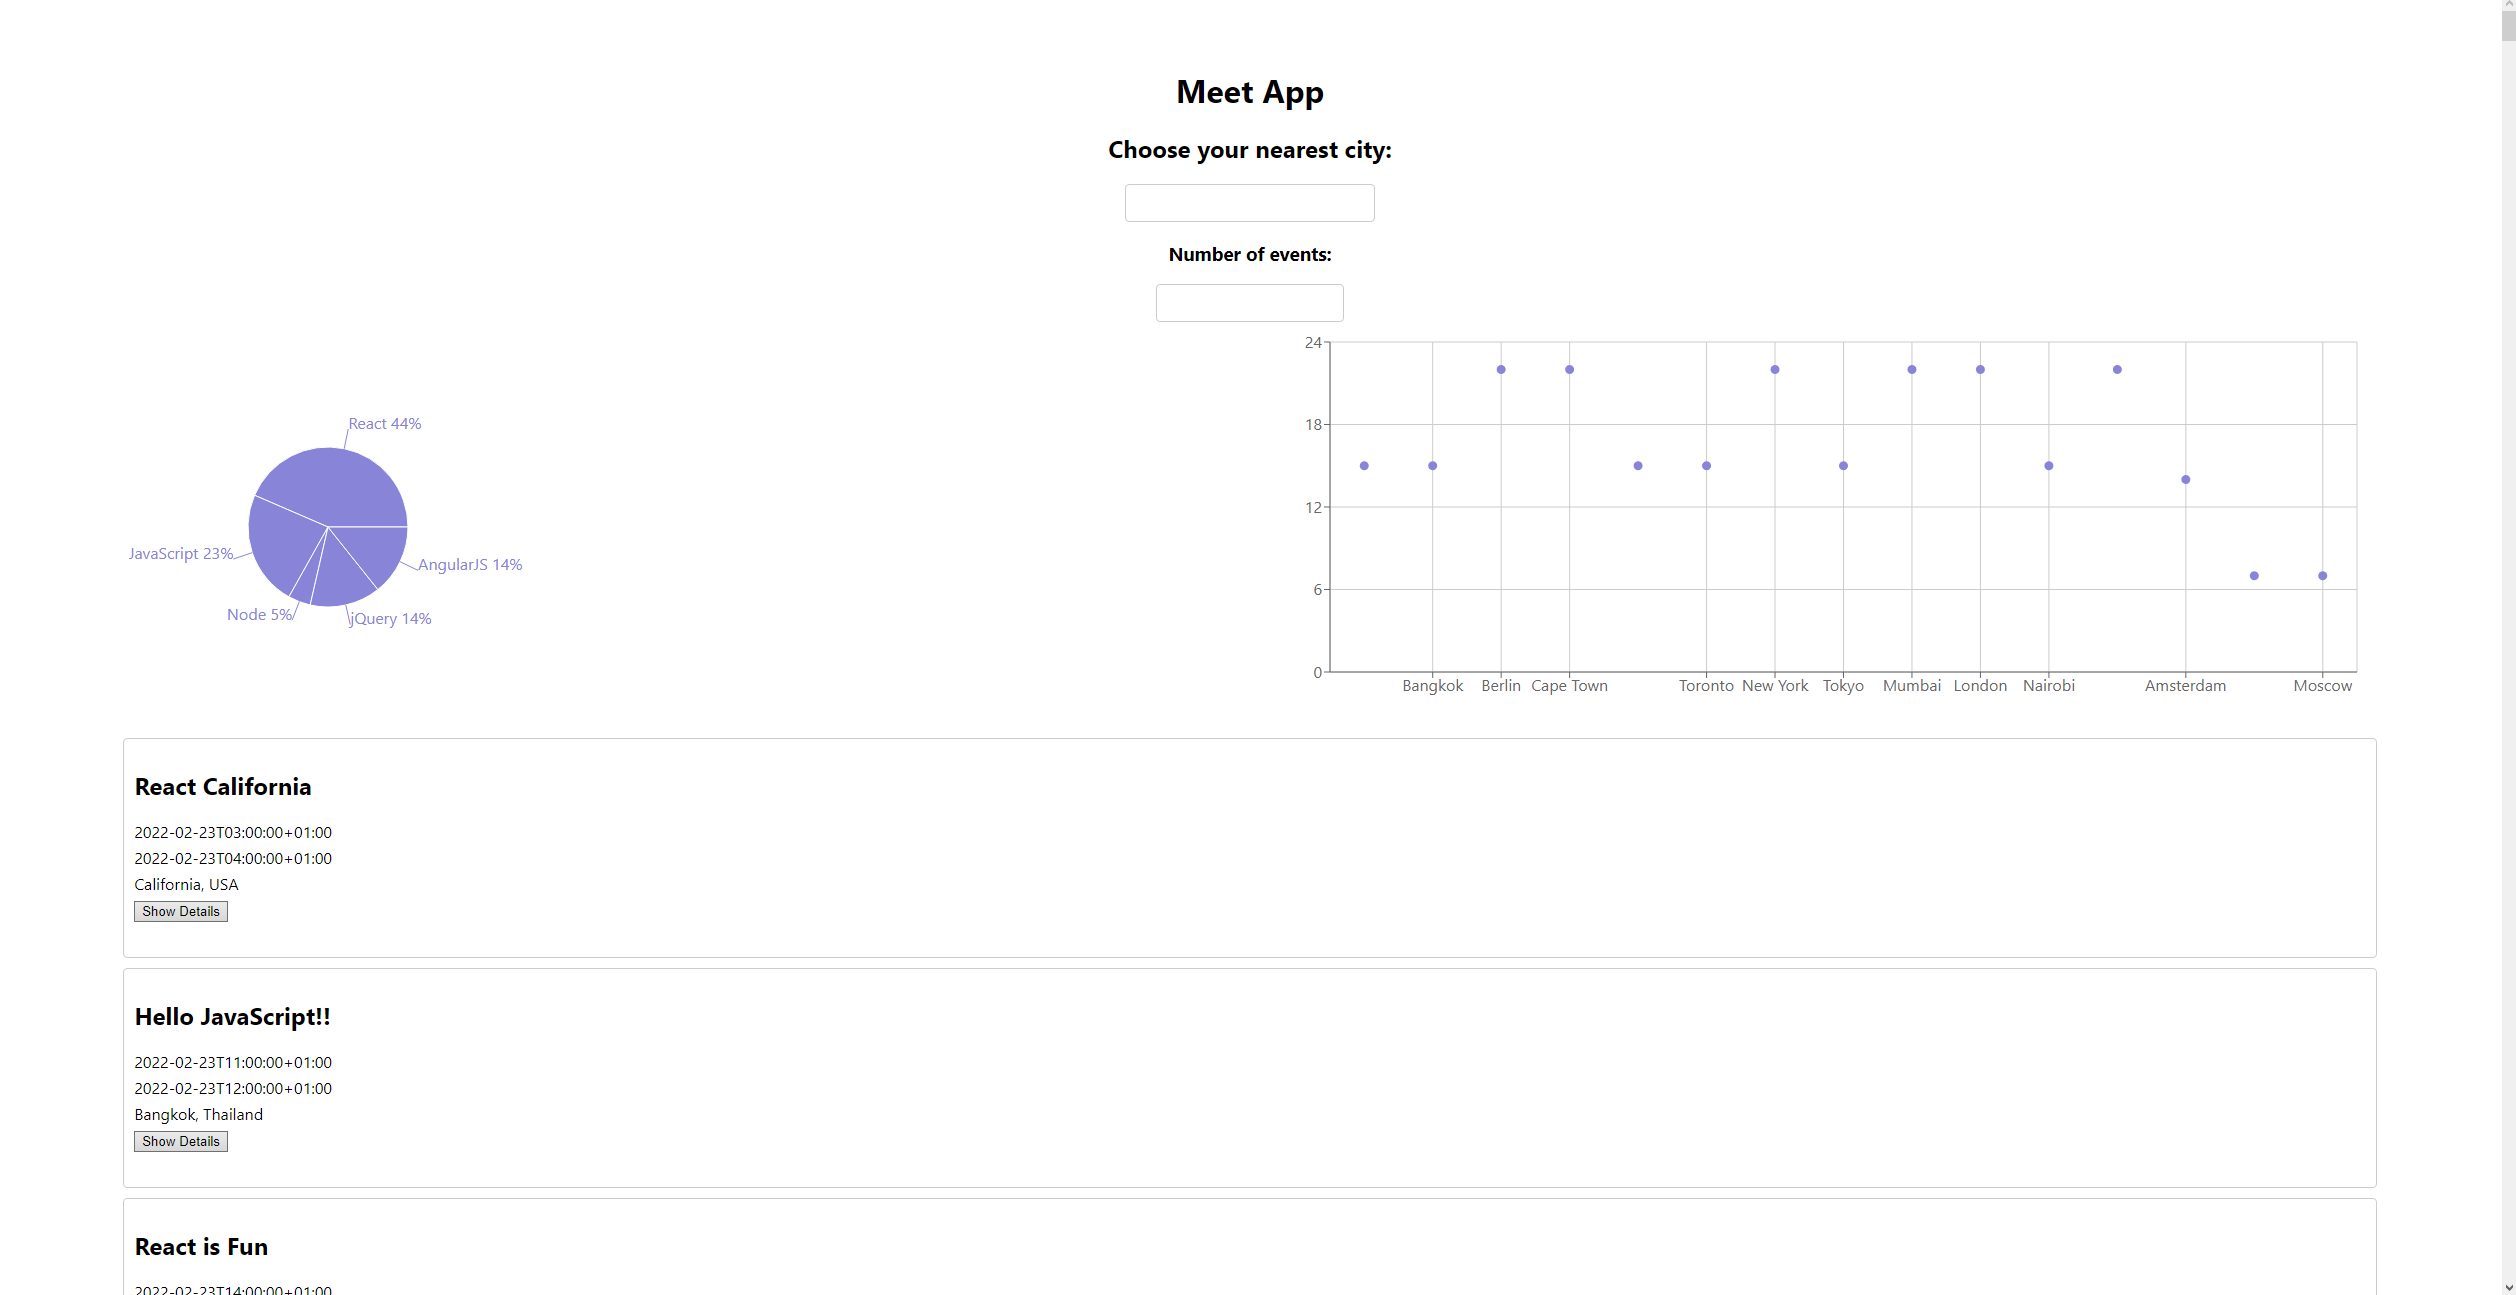 Meet App
Choose your nearest city:
Number of events:
React 44%
JavaScript 23%
AngularJS 14%
Node 5%
jQuery 14%
24
18
12
6
0
Bangkok Berlin Cape Town Toronto New York Tokyo Mumbai London Nairobi Amsterdam Moscow
React California
2022-02-23T03:00:00+01:00
2022-02-23T04:00:00+01:00
California, USA
Show Details
Hello JavaScript!!
2022-02-23T11:00:00+01:00
2022-02-23T12:00:00+01:00
Bangkok, Thailand
Show Details
React is Fun
2022-02-23T14:00:00+01:00